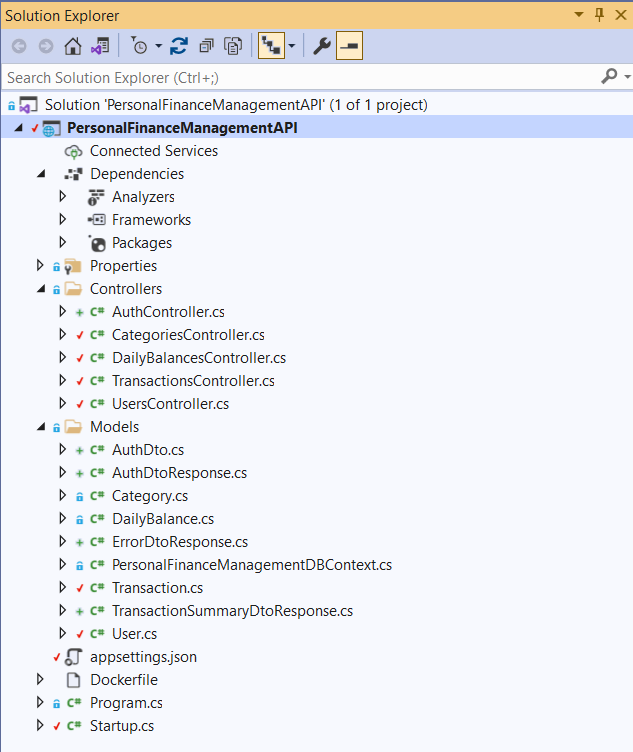 Solution Explorer
Search Solution Explorer (Ctrl+;)
Solution 'PersonalFinanceManagementAPI' (1 of 1 project)
PersonalFinanceManagementAPI
Connected Services
Dependencies
Analyzers
Frameworks
Packages
Properties
Controllers
C# AuthController.cs
C# CategoriesController.cs
C# DailyBalancesController.cs
C# TransactionsController.cs
C# UsersController.cs
Models
C# AuthDto.cs
C# AuthDtoResponse.cs
C# Category.cs
C# DailyBalance.cs
C# ErrorDtoResponse.cs
C# PersonalFinanceManagementDBContext.cs
C# Transaction.cs
C# TransactionSummaryDtoResponse.cs
C# User.cs
appsettings.json
Dockerfile
C# Program.cs
C# Startup.cs